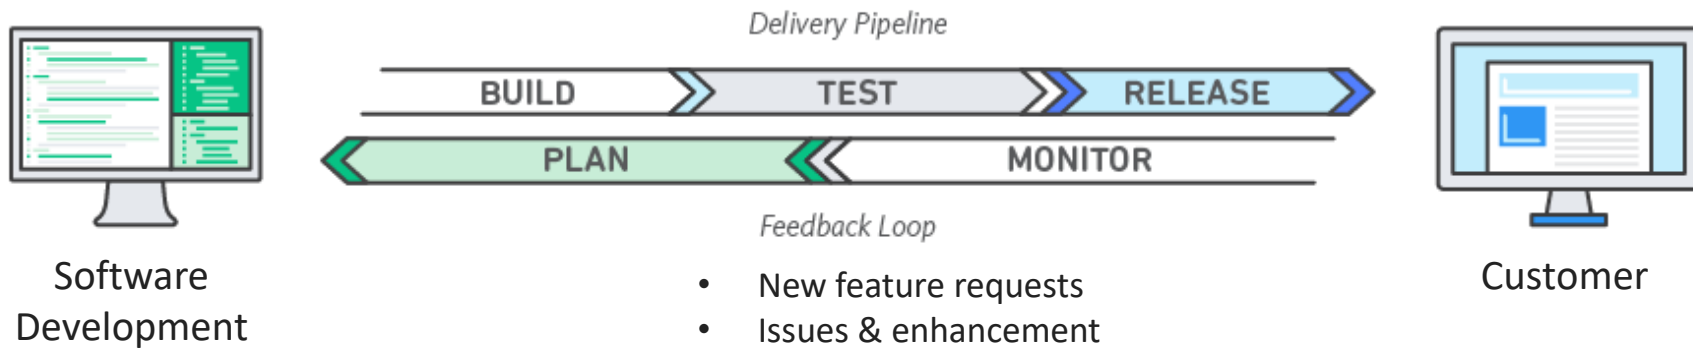 Delivery Pipeline
BUILD TEST RELEASE
PLAN MONITOR
Feedback Loop
Software
Development
• New feature requests
• Issues & enhancement
Customer